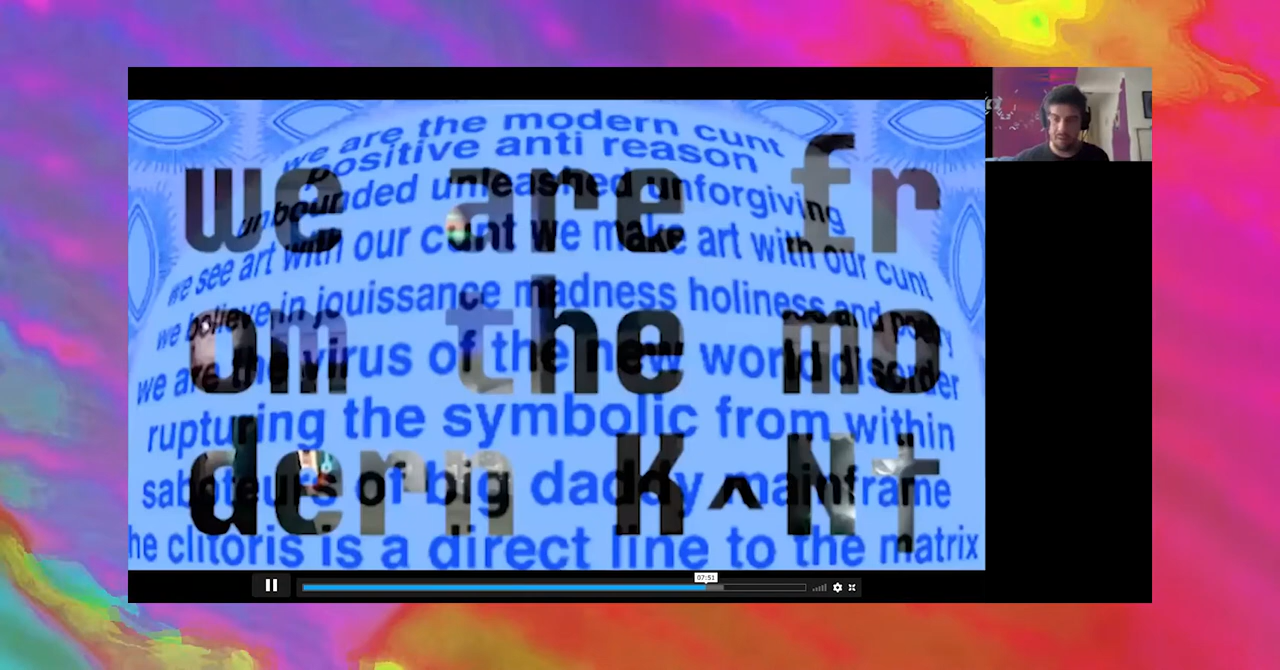 we are the modern cunt
positive anti reason
unbounded unleashed unforgiving
we see art with our cunt we make art with our cunt
we believe in jouissance madness holiness and poetry
we are the virus of the new world disorder
rupturing the symbolic from within
saboteurs of big daddy mainframe
he clitoris is a direct line to the matrix
we are fr
om the mo
dern K^Nt
07:51